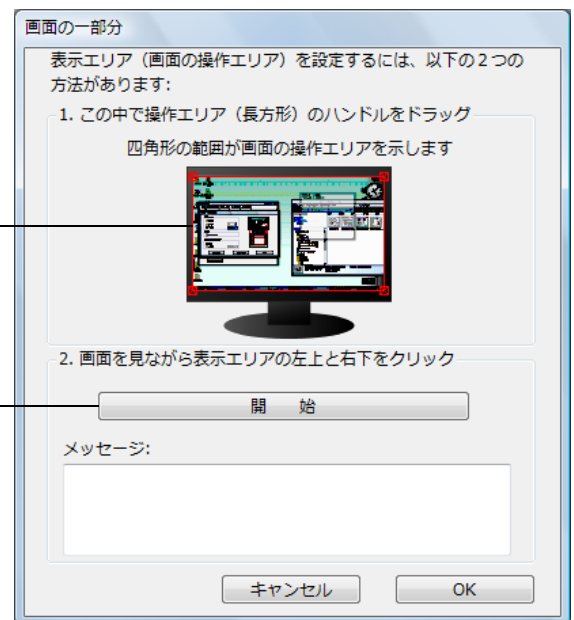 画面の一部分
表示エリア（画面の操作エリア）を設定するには、以下の２つの
方法があります:
1. この中で操作エリア（長方形）のハンドルをドラッグ
四角形の範囲が画面の操作エリアを示します
2. 画面を見ながら表示エリアの左上と右下をクリック
開　始
メッセージ:
キャンセル
OK